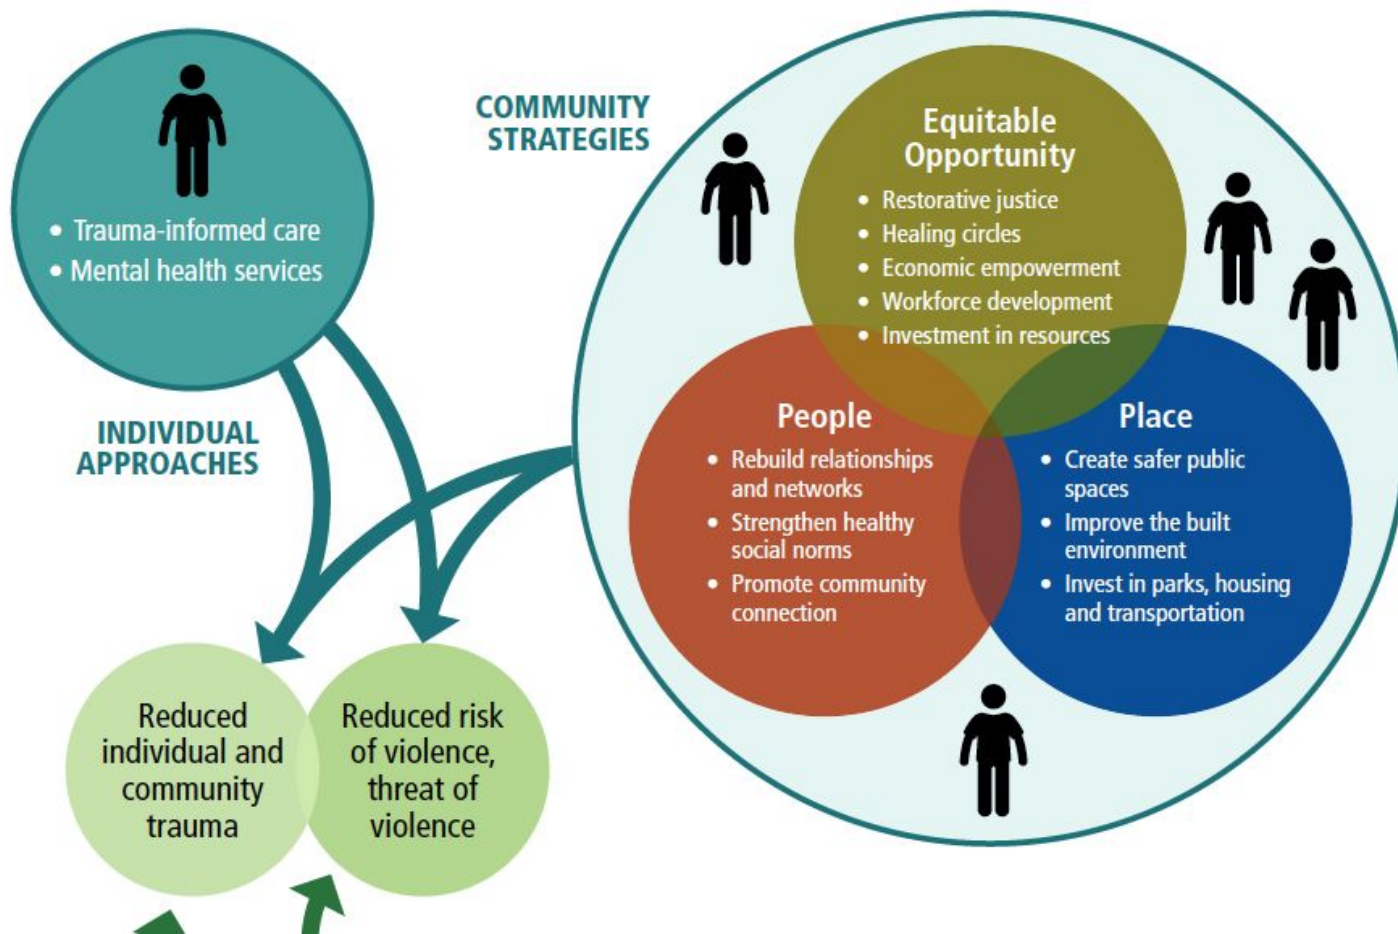 • Trauma-informed care
• Mental health services
INDIVIDUAL
APPROACHES
COMMUNITY
STRATEGIES
Equitable
Opportunity
• Restorative justice
• Healing circles
• Economic empowerment
• Workforce development
• Investment in resources
People
• Rebuild relationships
and networks
• Strengthen healthy
social norms
• Promote community
connection
Place
• Create safer public
spaces
• Improve the built
environment
• Invest in parks, housing
and transportation
Reduced
individual and
community
trauma
Reduced risk
of violence,
threat of
violence